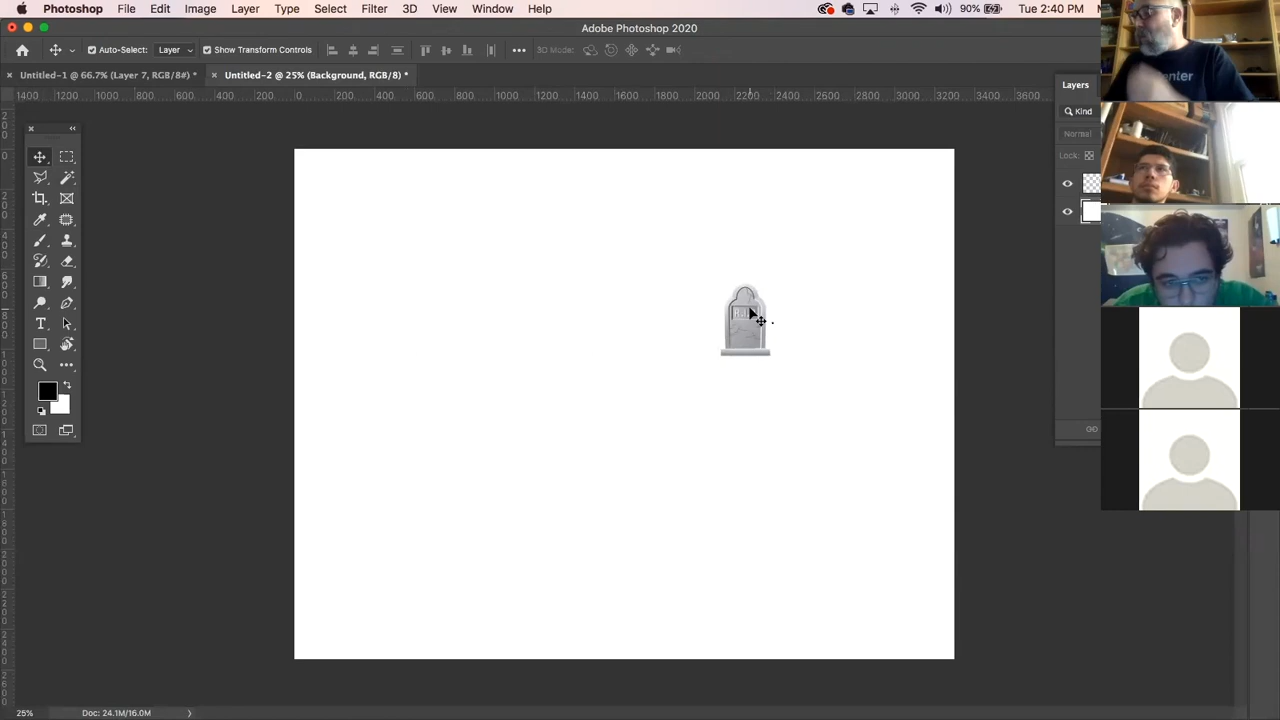 Photoshop File Edit Image Layer Type Select Filter 3D View Window Help 90% Tue 2:40 PM
Adobe Photoshop 2020
Auto-Select: Layer Show Transform Controls 3D Mode:
Untitled-1 @ 66.7% (Layer 7, RGB/8#) * Untitled-2 @ 25% (Background, RGB/8) *
1400 1200 1000 800 600 400 200 0 200 400 600 800 1000 1200 1400 1600 1800 2000 2200 2400 2600 2800 3000 3200 3400 3600
Layers
Kind
Normal
Lock:
enter
25% Doc: 24.1M/16.0M